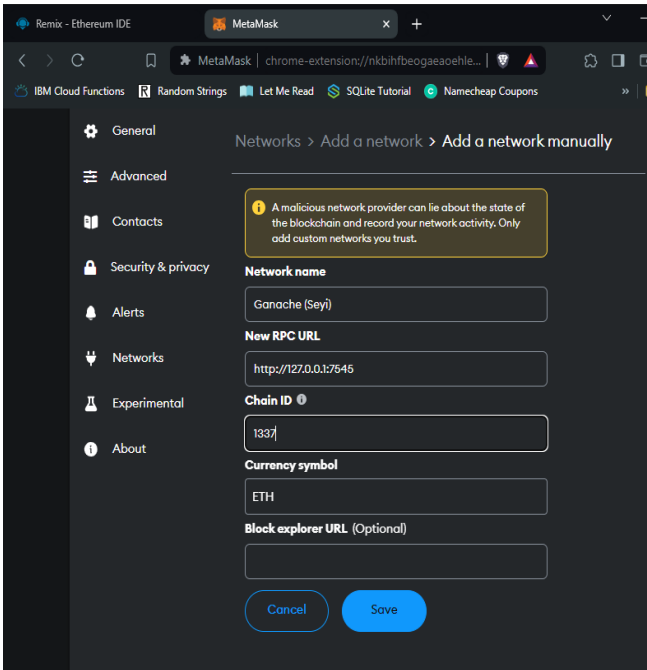 Remix - Ethereum IDE
MetaMask
MetaMask | chrome-extension://nkbihfbeogaeaoehle...
IBM Cloud Functions
Random Strings
Let Me Read
SQLite Tutorial
Namecheap Coupons
»
General
Advanced
Contacts
Security & privacy
Alerts
Networks
Experimental
About
Networks > Add a network > Add a network manually
A malicious network provider can lie about the state of
the blockchain and record your network activity. Only
add custom networks you trust.
Network name
Ganache (Seyi)
New RPC URL
http://127.0.0.1:7545
Chain ID
1337
Currency symbol
ETH
Block explorer URL (Optional)
Cancel
Save